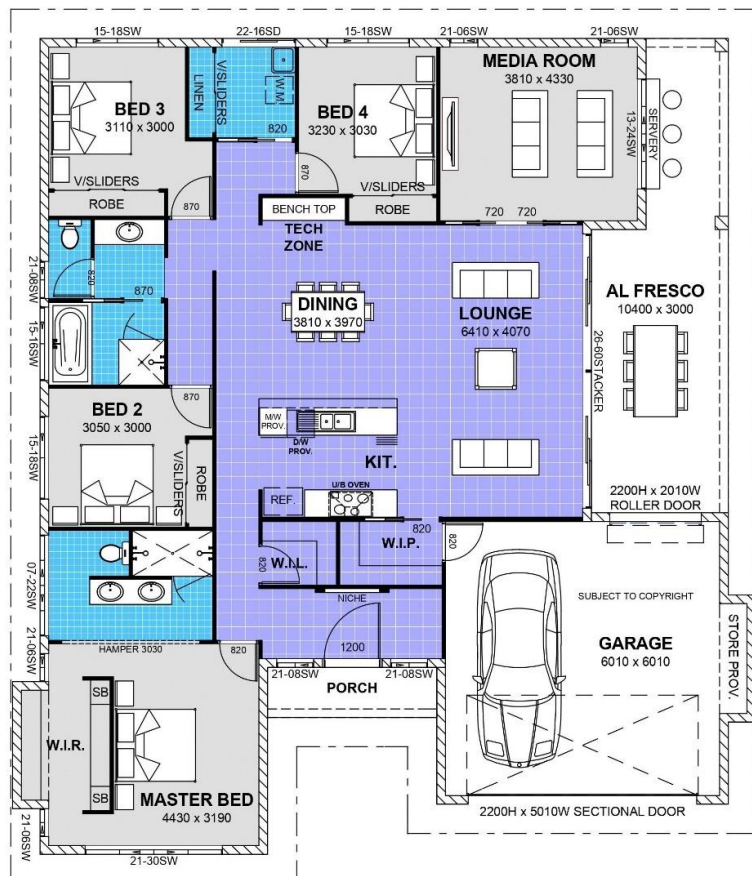 15-18SW
22-16SD
15-18SW
21-06SW
21-06SW
BED 3
3110 x 3000
LINEN
V/SLIDERS
W.M
820
BED 4
3230 x 3030
MEDIA ROOM
3810 x 4330
13-24SW
SERVERY
V/SLIDERS
ROBE
870
870
V/SLIDERS
ROBE
BENCH TOP
TECH
ZONE
720
720
21-08SW
820
870
15-16SW
DINING
3810 x 3970
LOUNGE
6410 x 4070
26-60STACKER
AL FRESCO
10400 x 3000
BED 2
3050 x 3000
870
15-18SW
V/SLIDERS
ROBE
M/W
PROV.
D/W
PROV.
KIT.
U/B OVEN
REF.
2200H x 2010W
ROLLER DOOR
07-22SW
820
W.I.L.
W.I.P.
820
820
NICHE
SUBJECT TO COPYRIGHT
GARAGE
6010 x 6010
STORE PROV.
21-06SW
HAMPER 3030
820
1200
21-08SW
21-08SW
PORCH
SB
W.I.R.
SB
MASTER BED
4430 x 3190
2200H x 5010W SECTIONAL DOOR
21-06SW
21-30SW